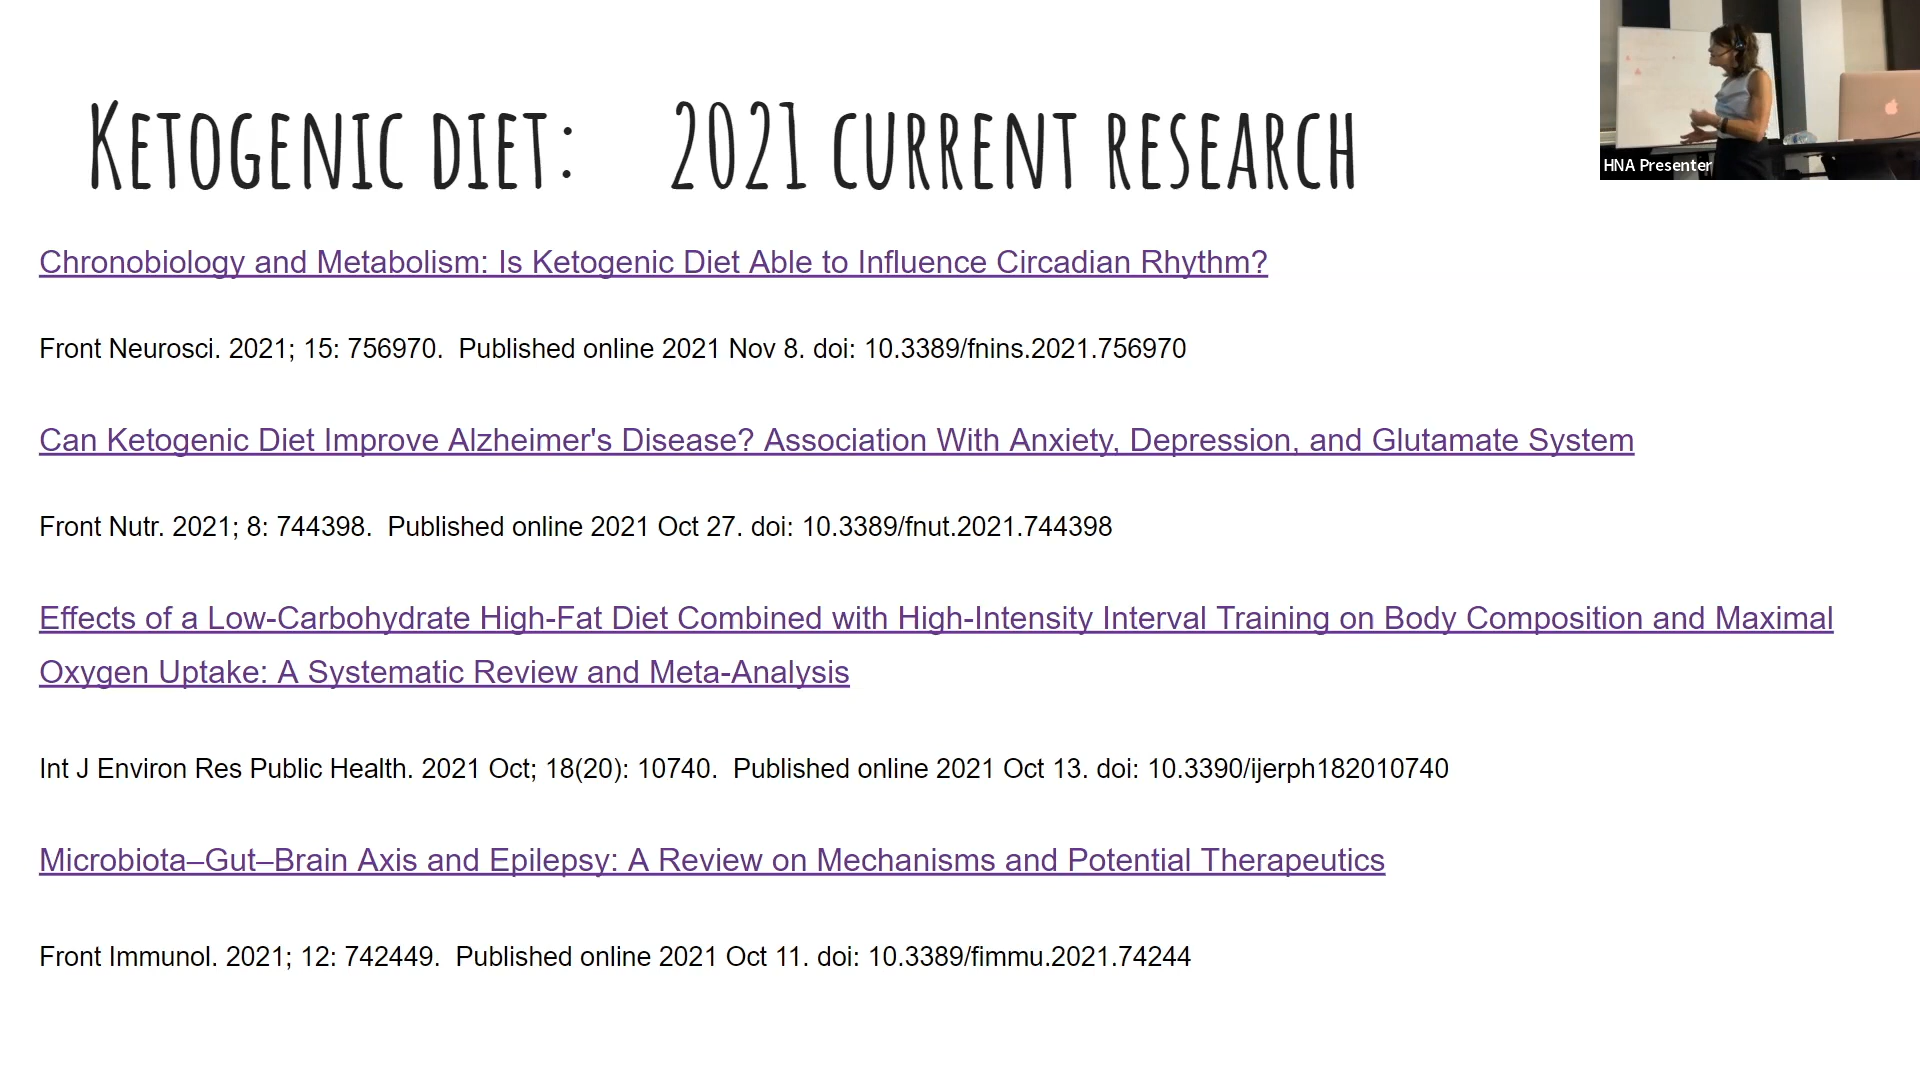 Ketogenic diet: 2021 current research
HNA Presenter
Chronobiology and Metabolism: Is Ketogenic Diet Able to Influence Circadian Rhythm?
Front Neurosci. 2021; 15: 756970. Published online 2021 Nov 8. doi: 10.3389/fnins.2021.756970
Can Ketogenic Diet Improve Alzheimer's Disease? Association With Anxiety, Depression, and Glutamate System
Front Nutr. 2021; 8: 744398. Published online 2021 Oct 27. doi: 10.3389/fnut.2021.744398
Effects of a Low-Carbohydrate High-Fat Diet Combined with High-Intensity Interval Training on Body Composition and Maximal
Oxygen Uptake: A Systematic Review and Meta-Analysis
Int J Environ Res Public Health. 2021 Oct; 18(20): 10740. Published online 2021 Oct 13. doi: 10.3390/ijerph182010740
Microbiota–Gut–Brain Axis and Epilepsy: A Review on Mechanisms and Potential Therapeutics
Front Immunol. 2021; 12: 742449. Published online 2021 Oct 11. doi: 10.3389/fimmu.2021.74244